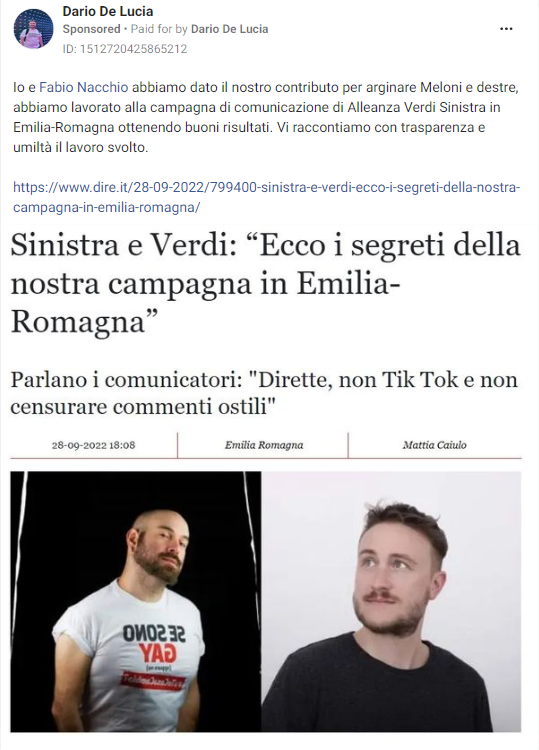 Dario De Lucia
Sponsored • Paid for by Dario De Lucia
ID: 1512720425865212
Io e Fabio Nacchio abbiamo dato il nostro contributo per arginare Meloni e destre,
abbiamo lavorato alla campagna di comunicazione di Alleanza Verdi Sinistra in
Emilia-Romagna ottenendo buoni risultati. Vi raccontiamo con trasparenza e
umiltà il lavoro svolto.
https://www.dire.it/28-09-2022/799400-sinistra-e-verdi-ecco-i-segreti-della-nostra-
campagna-in-emilia-romagna/
Sinistra e Verdi: “Ecco i segreti della
nostra campagna in Emilia-
Romagna”
Parlano i comunicatori: "Dirette, non Tik Tok e non
censurare commenti ostili"
28-09-2022 18:08
Emilia Romagna
Mattia Caiulo
SE SONO
GAY